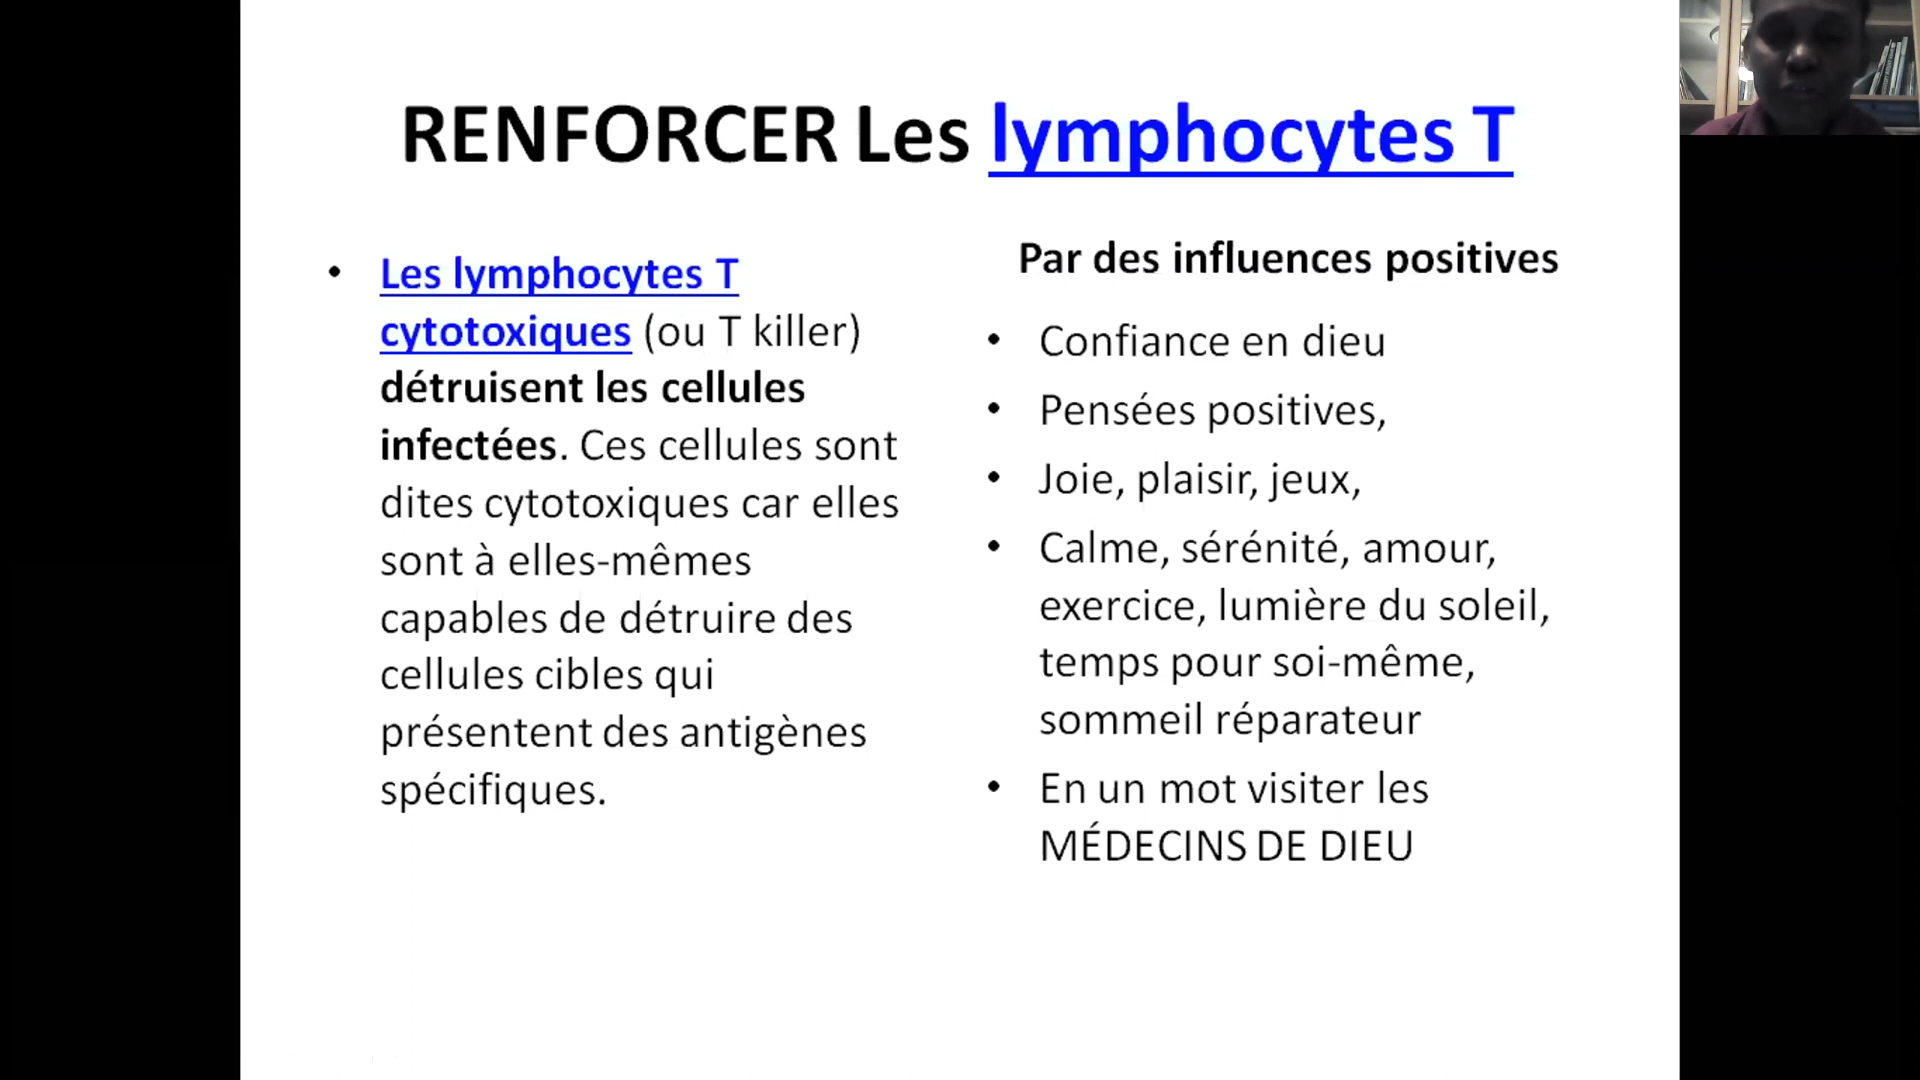 RENFORCER Les lymphocytes T
Les lymphocytes T
cytotoxiques (ou T killer)
détruisent les cellules
infectées. Ces cellules sont
dites cytotoxiques car elles
sont à elles-mêmes
capables de détruire des
cellules cibles qui
présentent des antigènes
spécifiques.
Par des influences positives
Confiance en dieu
Pensées positives,
Joie, plaisir, jeux,
Calme, sérénité, amour,
exercice, lumière du soleil,
temps pour soi-même,
sommeil réparateur
En un mot visiter les
MÉDECINS DE DIEU